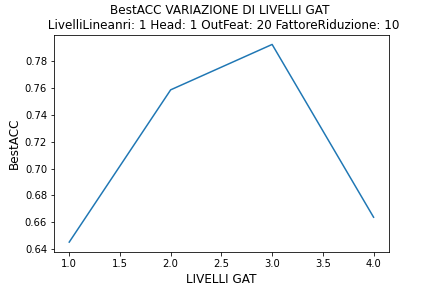 BestACC VARIAZIONE DI LIVELLI GAT
LivelliLineanri: 1 Head: 1 OutFeat: 20 FattoreRiduzione: 10
0.78
0.76
0.74
0.72
0.70
0.68
0.66
0.64
BestACC
1.0 1.5 2.0 2.5 3.0 3.5 4.0
LIVELLI GAT